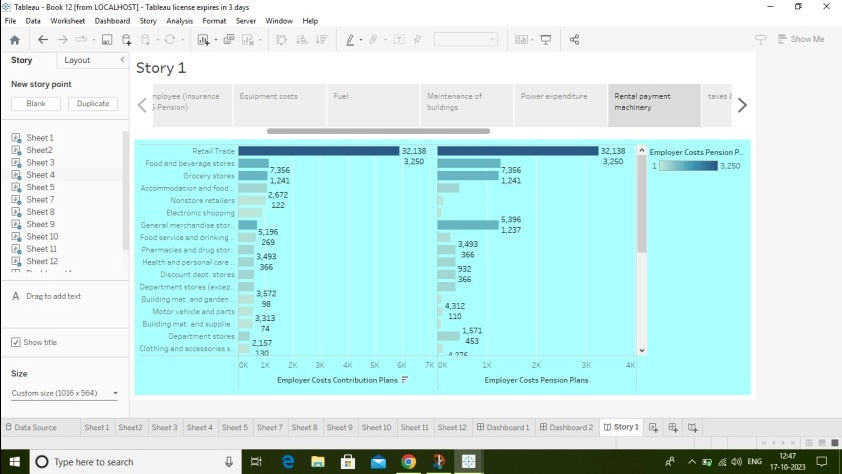 Tableau - Book 12 [from LOCALHOST] - Tableau license expires in 3 days
File Data Worksheet Dashboard Story Analysis Format Server Window Help
Show Me
Story Layout
New story point
Blank Duplicate
Sheet 1
Sheet2
Sheet 3
Sheet 4
Sheet 5
Sheet 7
Sheet 8
Sheet 9
Sheet 10
Sheet 11
Sheet 12
A Drag to add text
Show title
Size
Custom size (1016 x 564)
Story 1
nployee (insurance
Pension)
Equipment costs
Fuel
Maintenance of
buildings
Power expenditure
Rental payment
machinery
taxes
Retail Trade 32,138 32,138
3,250 3,250
Food and beverage stores
Grocery stores 7,356 7,356
1,241 1,241
Accommodation and food ..
Nonstore retailers 2,672
122
Electronic shopping
General merchandise stor.. 5,396
5,196 1,237
Food service and drinking .. 269
3,493
Pharmacies and drug stor.. 366
3,493
Health and personal care .. 366
Discount dept. stores 932
366
Department stores (excep..
Building mat. and garden .. 3,572
98
4,312
Motor vehicle and parts 110
3,313
Building mat. and supplie.. 74
Department stores 1,571
2,157 453
Clothing and accessories s.. 130
4,276
0K 1K 2K 3K 4K 5K 6K 7K 0K 1K 2K 3K 4K
Employer Costs Contribution Plans Employer Costs Pension Plans
Employer Costs Pension P..
1 3,250
Data Source Sheet 1 Sheet2 Sheet 3 Sheet 4 Sheet 5 Sheet 7 Sheet 8 Sheet 9 Sheet 10 Sheet 11 Sheet 12 Dashboard 1 Dashboard 2 Story 1
Type here to search
ENG
12:47
17-10-2023